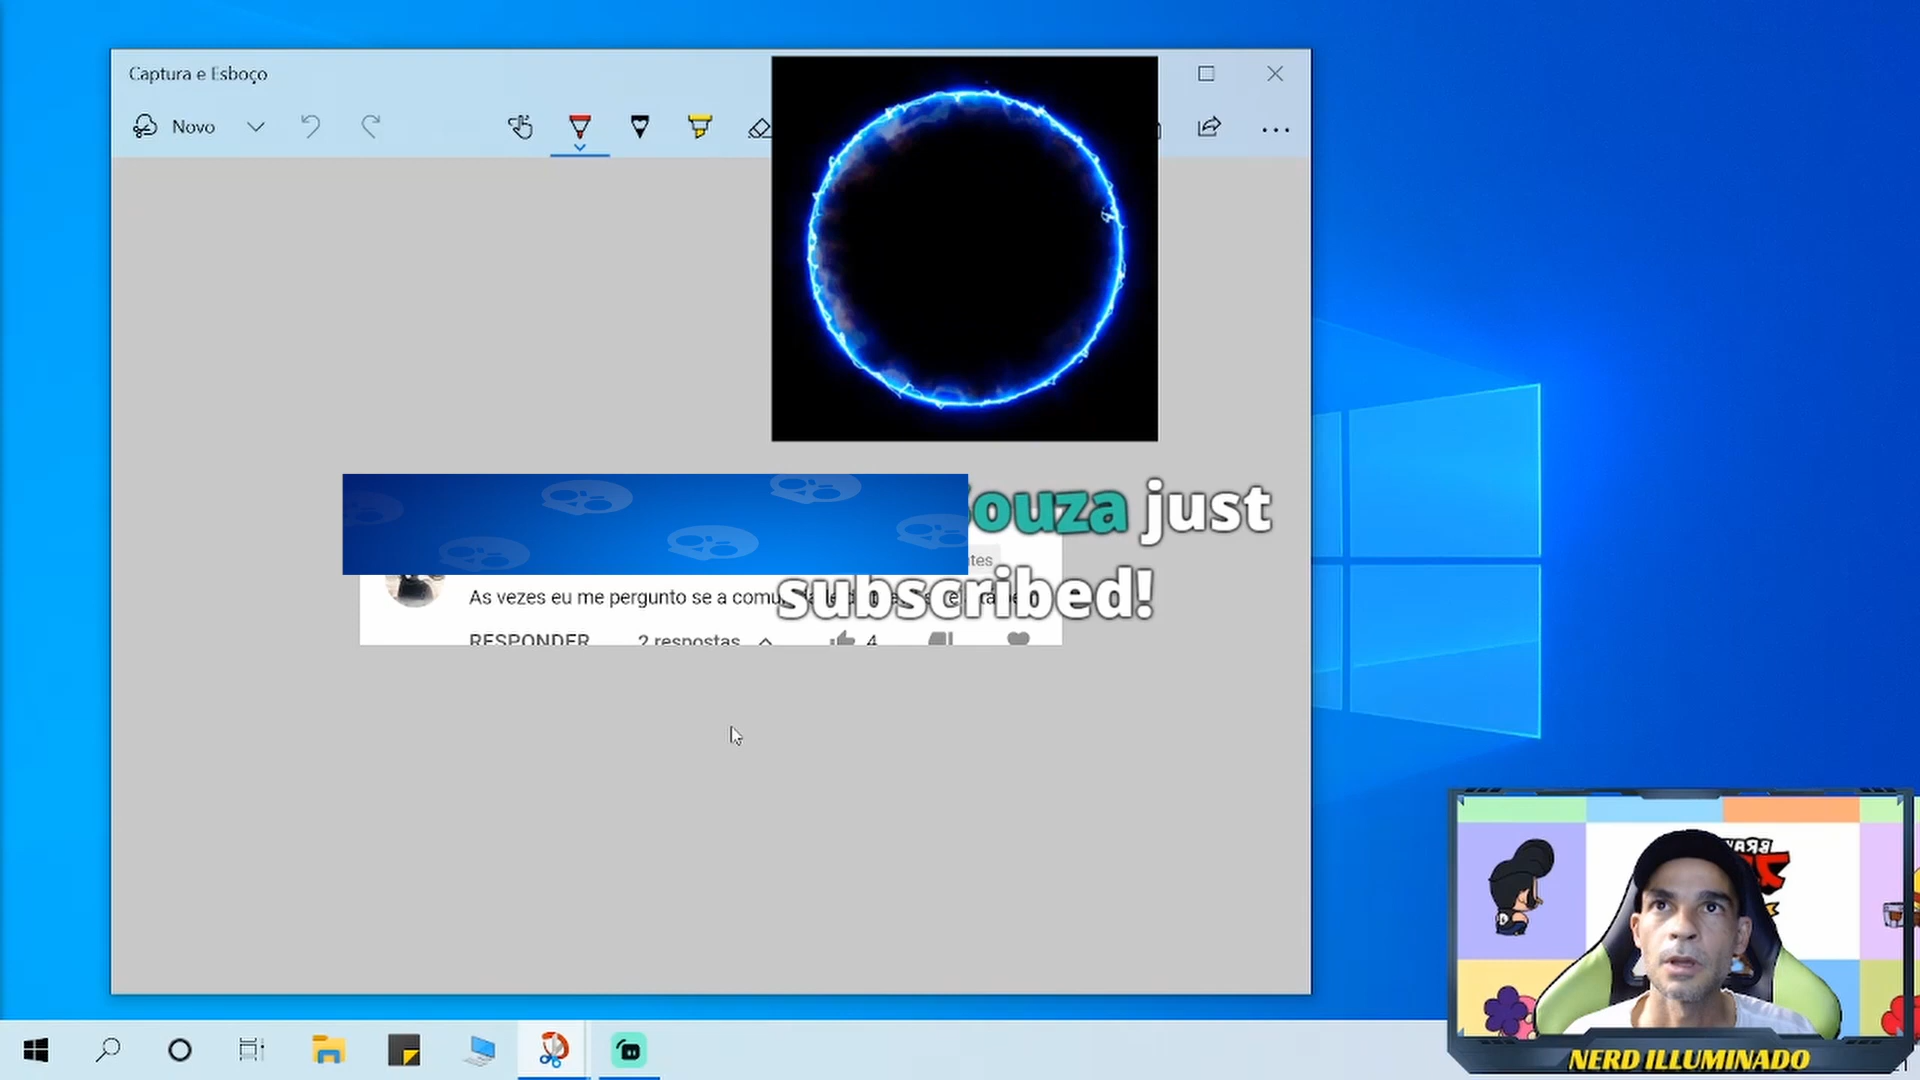 Captura e Esboço
Novo
ouza just
subscribed!
tes
As vezes eu me pergunto se a comu
RESPONDER 2 respostas 4
NERD ILLUMINADO